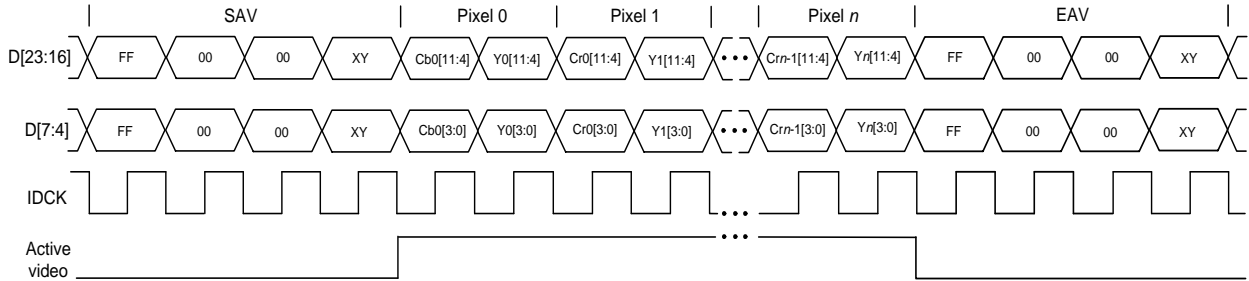 SAV Pixel 0 Pixel 1 Pixel n EAV
D[23:16] FF 00 00 XY Cb0[11:4] Y0[11:4] Cr0[11:4] Y1[11:4] ••• Crn-1[11:4] Yn[11:4] FF 00 00 XY
D[7:4] FF 00 00 XY Cb0[3:0] Y0[3:0] Cr0[3:0] Y1[3:0] ••• Crn-1[3:0] Yn[3:0] FF 00 00 XY
IDCK •••
Active •••
video